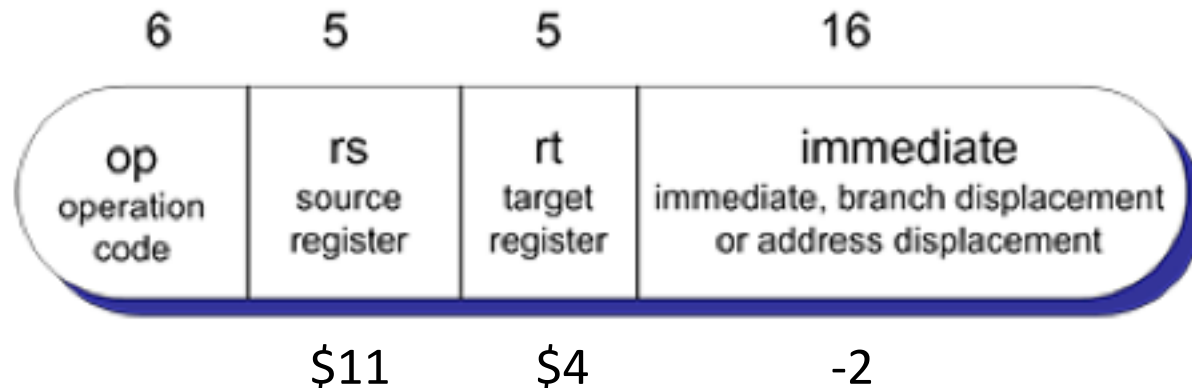 6 5 5 16
op rs rt immediate
operation code source register target register immediate, branch displacement or address displacement
$11 $4 -2